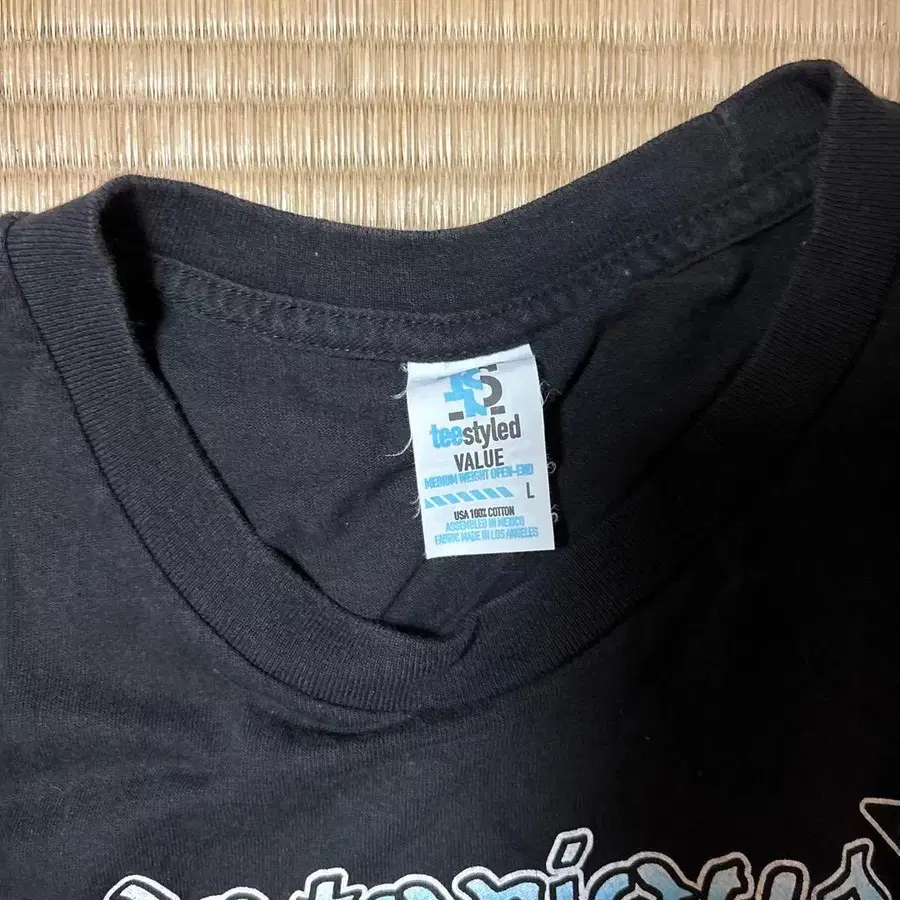 teestyled
VALUE
MEDIUM WEIGHT OPEN-END
L
USA 100% COTTON
ASSEMBLED IN MEXICO
FABRIC MADE IN LOS ANGELES